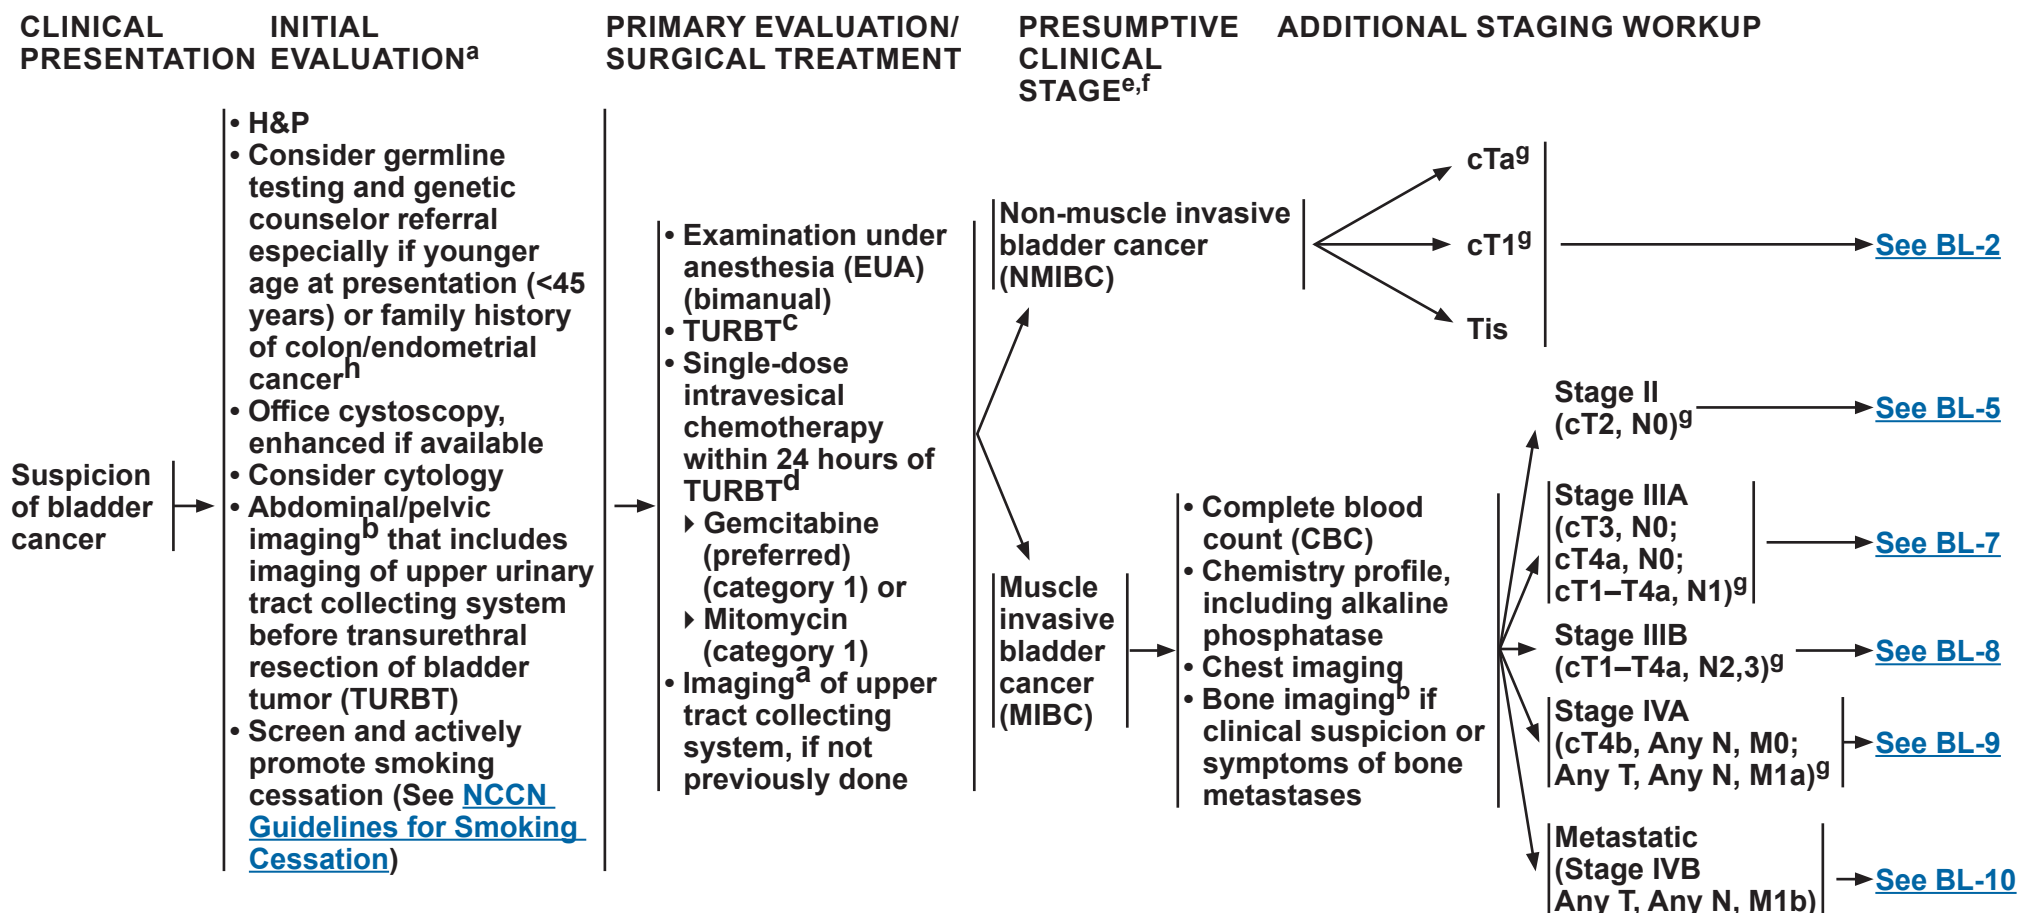 CLINICAL
PRESENTATION
INITIAL
EVALUATIONa
PRIMARY EVALUATION/
SURGICAL TREATMENT
PRESUMPTIVE
CLINICAL
STAGEe,f
ADDITIONAL STAGING WORKUP
Suspicion
of bladder
cancer
• H&P
• Consider germline
testing and genetic
counselor referral
especially if younger
age at presentation (<45
years) or family history
of colon/endometrial
cancerh
• Office cystoscopy,
enhanced if available
• Consider cytology
• Abdominal/pelvic
imagingb that includes
imaging of upper urinary
tract collecting system
before transurethral
resection of bladder
tumor (TURBT)
• Screen and actively
promote smoking
cessation (See NCCN
Guidelines for Smoking
Cessation)
• Examination under
anesthesia (EUA)
(bimanual)
• TURBTc
• Single-dose
intravesical
chemotherapy
within 24 hours of
TURBTd
▸ Gemcitabine
(preferred)
(category 1) or
▸ Mitomycin
(category 1)
• Imaginga of upper
tract collecting
system, if not
previously done
Non-muscle invasive
bladder cancer
(NMIBC)
cTag
cT1g
Tis
See BL-2
Muscle
invasive
bladder
cancer
(MIBC)
• Complete blood
count (CBC)
• Chemistry profile,
including alkaline
phosphatase
• Chest imaging
• Bone imagingb if
clinical suspicion or
symptoms of bone
metastases
Stage II
(cT2, N0)g
See BL-5
Stage IIIA
(cT3, N0;
cT4a, N0;
cT1–T4a, N1)g
See BL-7
Stage IIIB
(cT1–T4a, N2,3)g
See BL-8
Stage IVA
(cT4b, Any N, M0;
Any T, Any N, M1a)g
See BL-9
Metastatic
(Stage IVB
Any T, Any N, M1b)
See BL-10